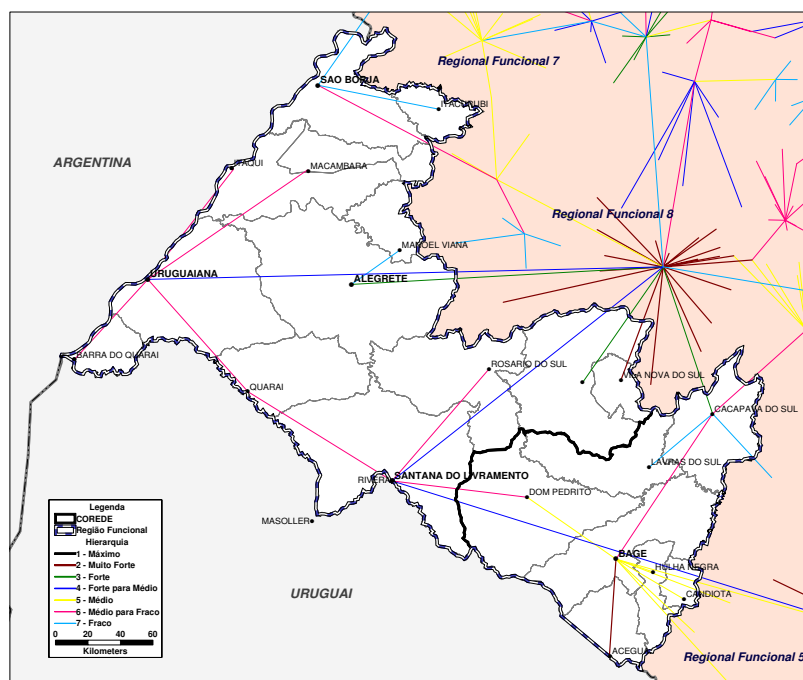 Regional Funcional 7
SAO BORJA
ITACURUBI
ARGENTINA
ITAQUI
MACAMBARA
Regional Funcional 8
MANOEL VIANA
URUGUAIANA
ALEGRETE
BARRA DO QUARAI
ROSARIO DO SUL
VILA NOVA DO SUL
QUARAI
CACAPAVA DO SUL
LAVRAS DO SUL
RIVERA
SANTANA DO LIVRAMENTO
DOM PEDRITO
MASOLLER
BAGE
HULHA NEGRA
CANDIOTA
URUGUAI
ACEGUA
Regional Funcional 5
Legenda
COREDE
Região Funcional
Hierarquia
1 - Máximo
2 - Muito Forte
3 - Forte
4 - Forte para Médio
5 - Médio
6 - Médio para Fraco
7 - Fraco
0 20 40 60
Kilometers